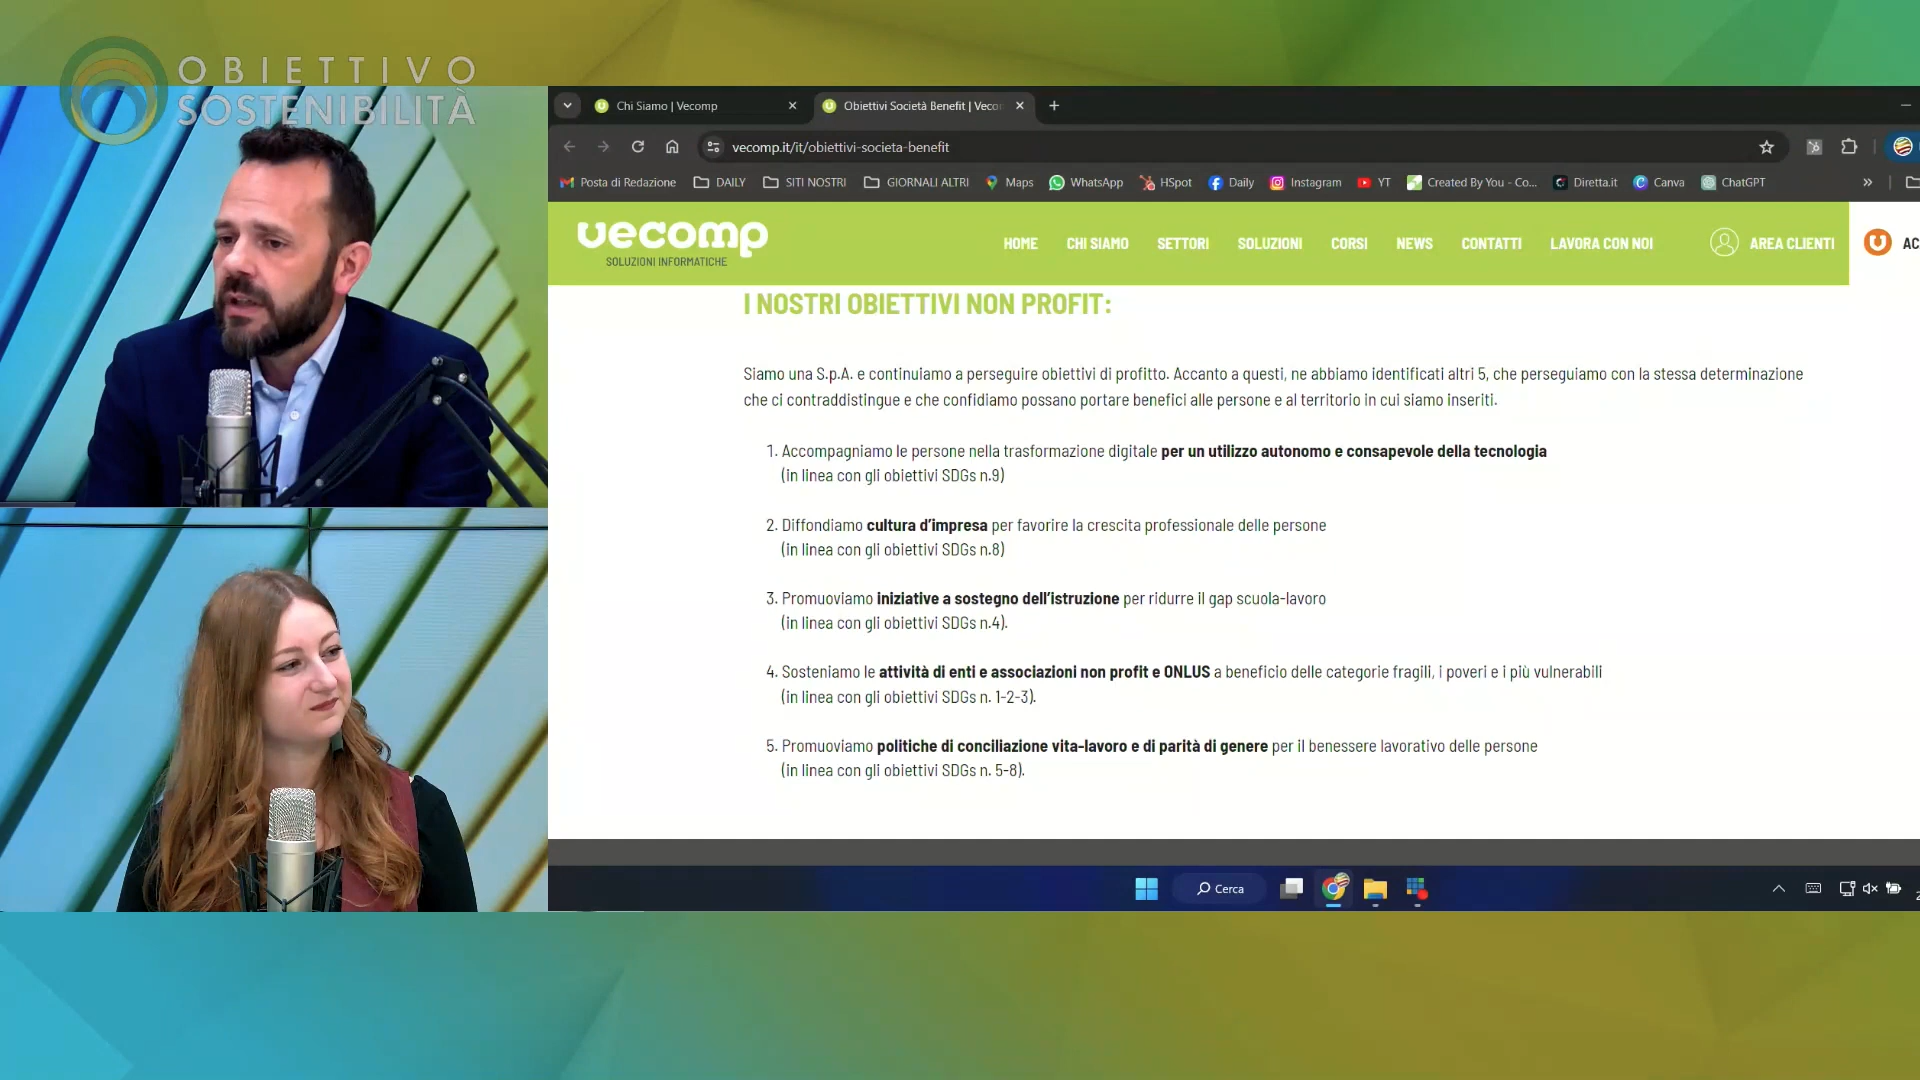 OBIETTIVO
SOSTENIBILITÀ
Chi Siamo | Vecomp
Obiettivi Società Benefit | Vecon
vecomp.it/it/obiettivi-societa-benefit
Posta di Redazione DAILY SITI NOSTRI GIORNALI ALTRI Maps WhatsApp HSpot Daily Instagram YT Created By You - Co... Diretta.it Canva ChatGPT
vecomp
SOLUZIONI INFORMATICHE
HOME CHI SIAMO SETTORI SOLUZIONI CORSI NEWS CONTATTI LAVORA CON NOI AREA CLIENTI AC
I NOSTRI OBIETTIVI NON PROFIT:
Siamo una S.p.A. e continuiamo a perseguire obiettivi di profitto. Accanto a questi, ne abbiamo identificati altri 5, che perseguiamo con la stessa determinazione
che ci contraddistingue e che confidiamo possano portare benefici alle persone e al territorio in cui siamo inseriti.
1. Accompagniamo le persone nella trasformazione digitale per un utilizzo autonomo e consapevole della tecnologia
(in linea con gli obiettivi SDGs n.9)
2. Diffondiamo cultura d'impresa per favorire la crescita professionale delle persone
(in linea con gli obiettivi SDGs n.8)
3. Promuoviamo iniziative a sostegno dell'istruzione per ridurre il gap scuola-lavoro
(in linea con gli obiettivi SDGs n.4).
4. Sosteniamo le attività di enti e associazioni non profit e ONLUS a beneficio delle categorie fragili, i poveri e i più vulnerabili
(in linea con gli obiettivi SDGs n. 1-2-3).
5. Promuoviamo politiche di conciliazione vita-lavoro e di parità di genere per il benessere lavorativo delle persone
(in linea con gli obiettivi SDGs n. 5-8).
Cerca